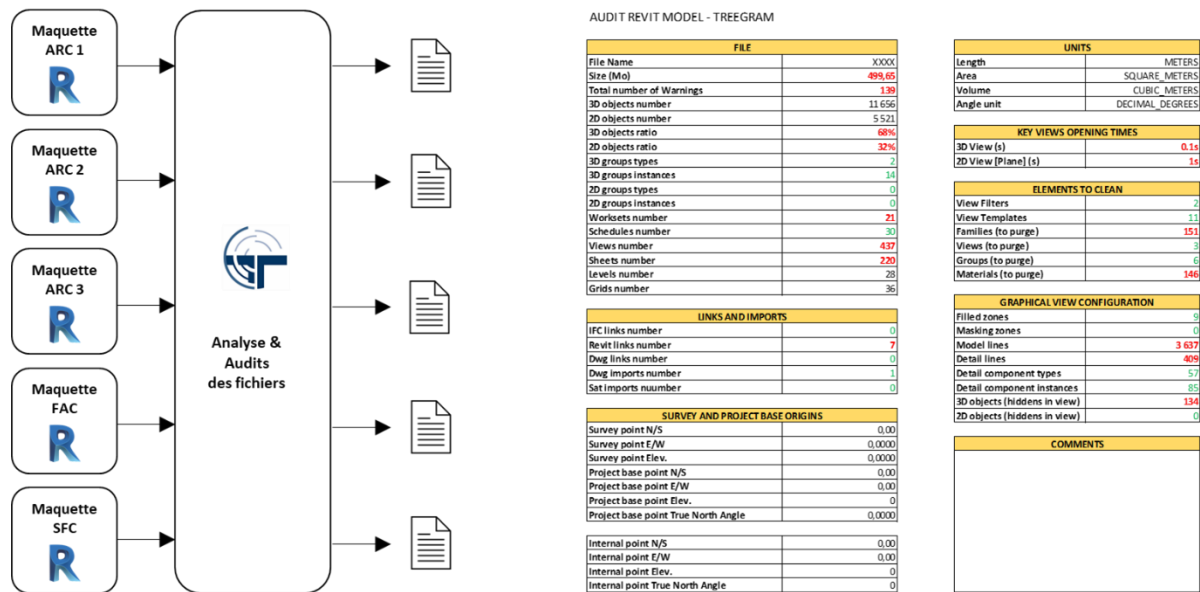 Maquette
ARC 1
R
Maquette
ARC 2
R
Maquette
ARC 3
R
Maquette
FAC
R
Maquette
SFC
R
Analyse &
Audits
des fichiers
AUDIT REVIT MODEL - TREEGRAM
FILE
File Name XXXX
Size (Mo) 499,65
Total number of Warnings 139
3D objects number 11 656
2D objects number 5 521
3D objects ratio 68%
2D objects ratio 32%
3D groups types 2
3D groups instances 14
2D groups types 0
2D groups instances 0
Worksets number 21
Schedules number 30
Views number 437
Sheets number 220
Levels number 28
Grids number 36
LINKS AND IMPORTS
IFC links number 0
Revit links number 7
Dwg links number 0
Dwg imports number 1
Sat imports nuumber 0
SURVEY AND PROJECT BASE ORIGINS
Survey point N/S 0,00
Survey point E/W 0,0000
Survey point Elev. 0,0000
Project base point N/S 0,00
Project base point E/W 0,00
Project base point Elev. 0
Project base point True North Angle 0,0000
Internal point N/S 0,00
Internal point E/W 0,00
Internal point Elev. 0
Internal point True North Angle 0
UNITS
Length METERS
Area SQUARE_METERS
Volume CUBIC_METERS
Angle unit DECIMAL_DEGREES
KEY VIEWS OPENING TIMES
3D View (s) 0.1s
2D View [Plane] (s) 1s
ELEMENTS TO CLEAN
View Filters 2
View Templates 11
Families (to purge) 151
Views (to purge) 3
Groups (to purge) 6
Materials (to purge) 146
GRAPHICAL VIEW CONFIGURATION
Filled zones 9
Masking zones 0
Model lines 3 637
Detail lines 409
Detail component types 57
Detail component instances 85
3D objects (hiddens in view) 134
2D objects (hiddens in view) 0
COMMENTS